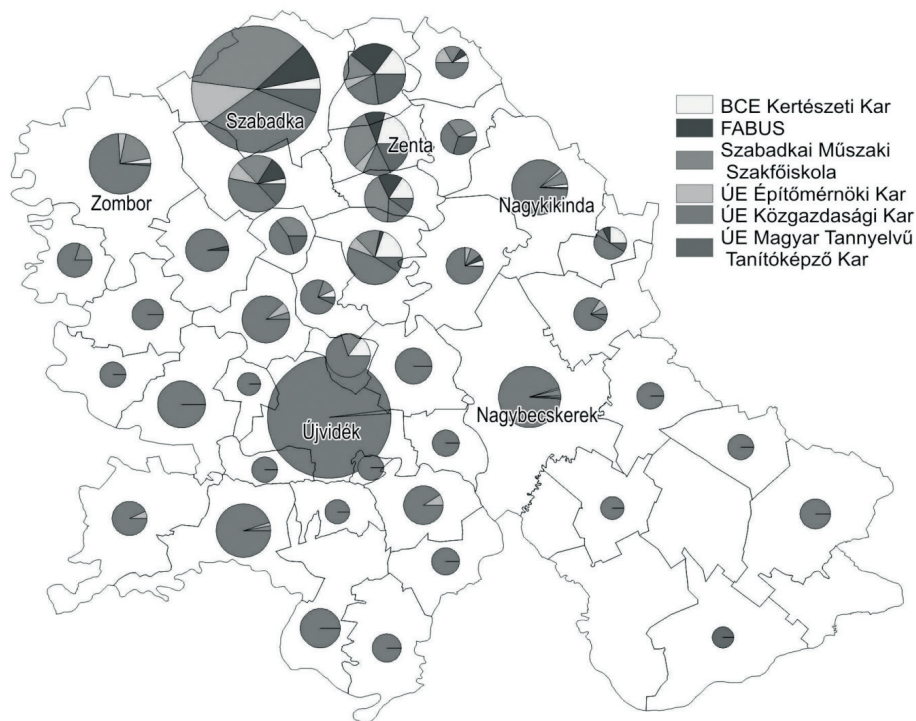 Szabadka
Zenta
Zombor
Nagykikinda
Nagybecskerek
Újvidék
BCE Kertészeti Kar
FABUS
Szabadkai Műszaki
Szakfőiskola
ÚE Építőmérnöki Kar
ÚE Közgazdasági Kar
ÚE Magyar Tannyelvű
Tanítóképző Kar